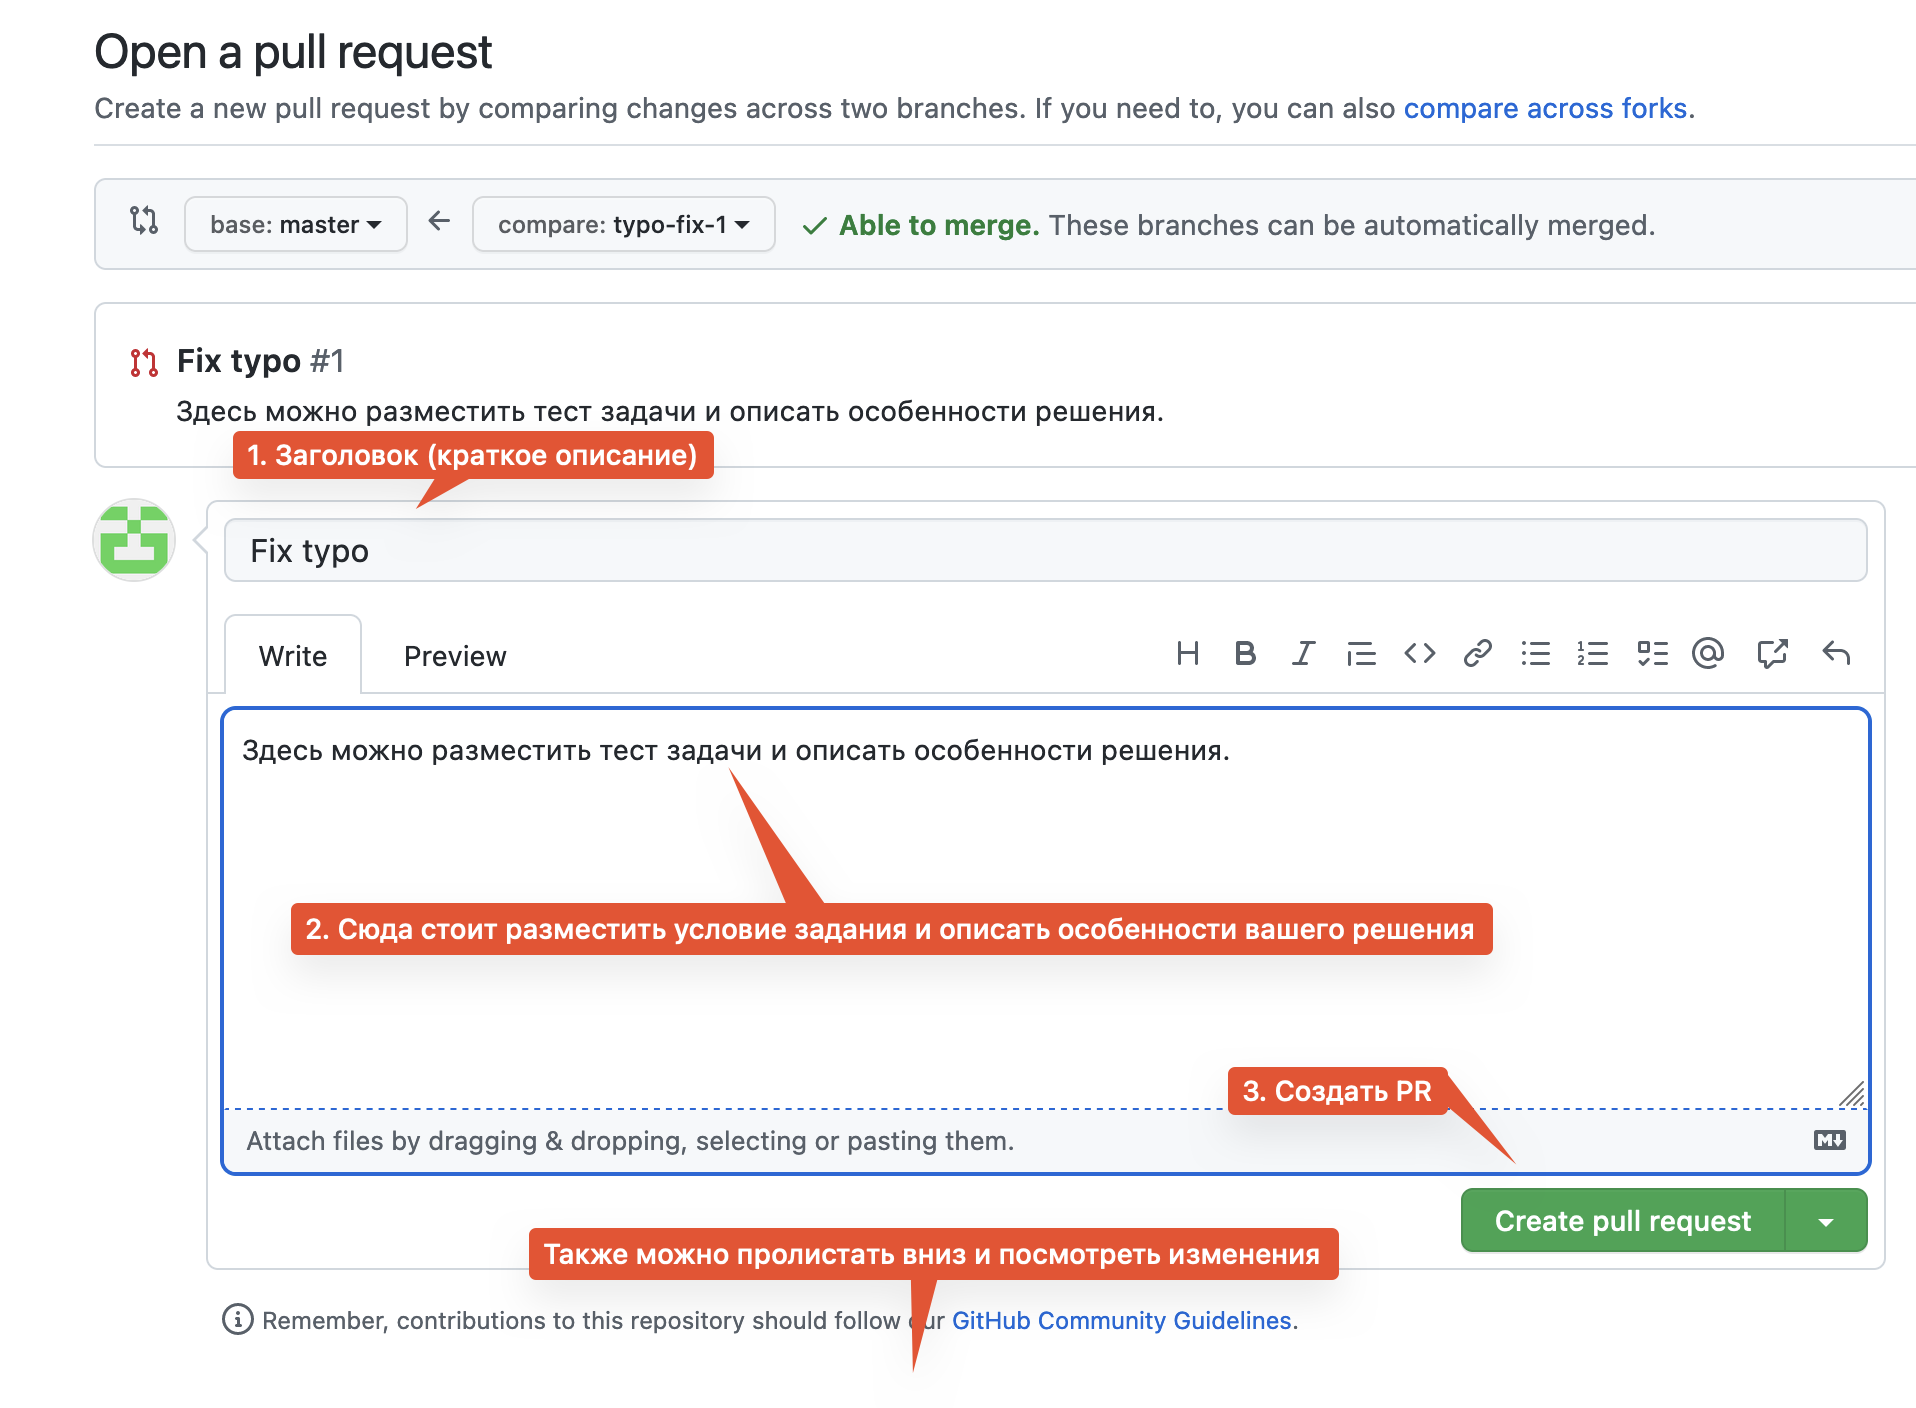 Open a pull request
Create a new pull request by comparing changes across two branches. If you need to, you can also compare across forks.
base: master compare: typo-fix-1 Able to merge. These branches can be automatically merged.
Fix typo #1
Здесь можно разместить тест задачи и описать особенности решения.
1. Заголовок (краткое описание)
Fix typo
Write Preview
Здесь можно разместить тест задачи и описать особенности решения.
2. Сюда стоит разместить условие задания и описать особенности вашего решения
3. Создать PR
Attach files by dragging & dropping, selecting or pasting them.
Create pull request
Также можно пролистать вниз и посмотреть изменения
Remember, contributions to this repository should follow our GitHub Community Guidelines.